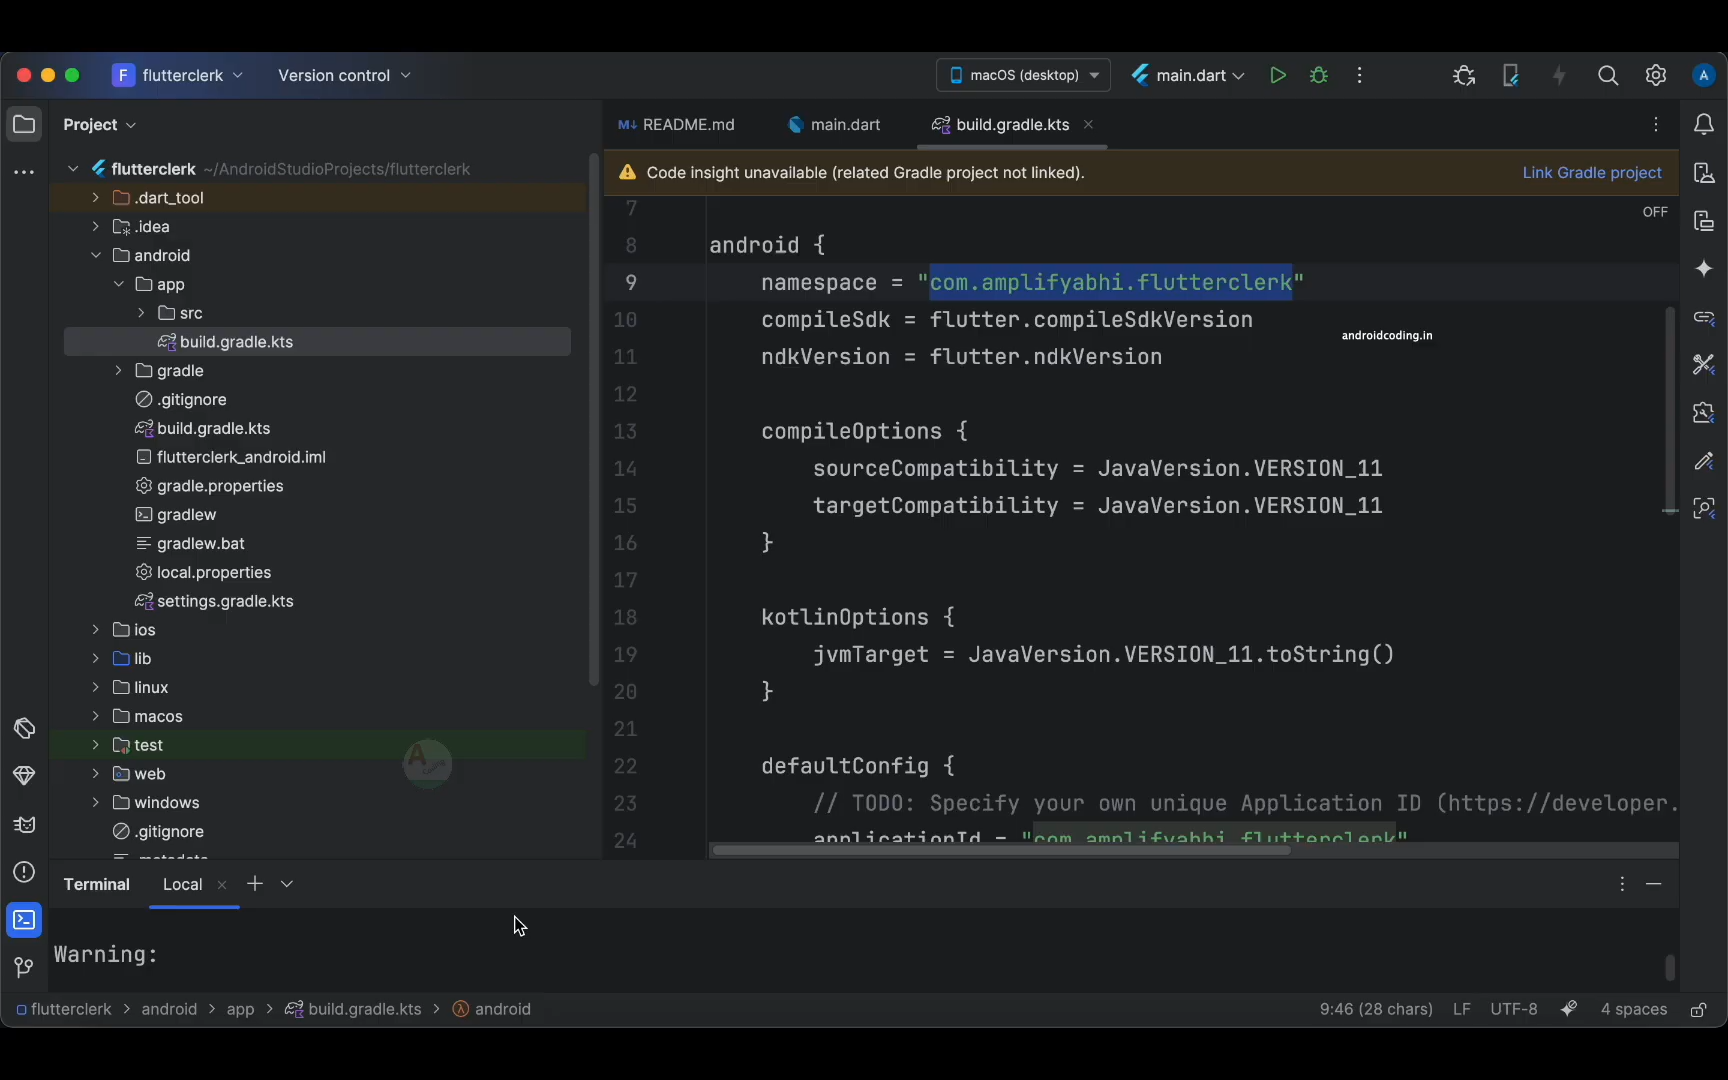 F flutterclerk Version control macOS (desktop) main.dart A
Project
flutterclerk ~/AndroidStudioProjects/flutterclerk
.dart_tool
.idea
android
app
src
build.gradle.kts
gradle
.gitignore
build.gradle.kts
flutterclerk_android.iml
gradle.properties
gradlew
gradlew.bat
local.properties
settings.gradle.kts
ios
lib
linux
macos
test
web
windows
.gitignore
.metadata
README.md main.dart build.gradle.kts
Code insight unavailable (related Gradle project not linked). Link Gradle project
OFF
7
8 android {
9 namespace = "com.amplifyabhi.flutterclerk"
10 compileSdk = flutter.compileSdkVersion
androidcoding.in
11 ndkVersion = flutter.ndkVersion
12
13 compileOptions {
14 sourceCompatibility = JavaVersion.VERSION_11
15 targetCompatibility = JavaVersion.VERSION_11
16 }
17
18 kotlinOptions {
19 jvmTarget = JavaVersion.VERSION_11.toString()
20 }
21
22 defaultConfig {
23 // TODO: Specify your own unique Application ID (https://developer.
24 applicationId = "com.amplifyabhi.flutterclerk"
Terminal Local
Warning:
flutterclerk > android > app > build.gradle.kts > android 9:46 (28 chars) LF UTF-8 4 spaces